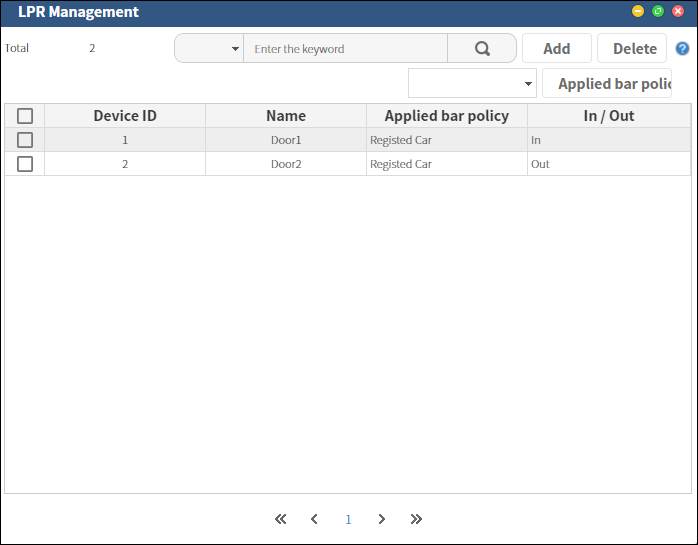 LPR Management
Total 2 Enter the keyword Add Delete ?
Applied bar polic
Device ID Name Applied bar policy In / Out
1 Door1 Registed Car In
2 Door2 Registed Car Out
1